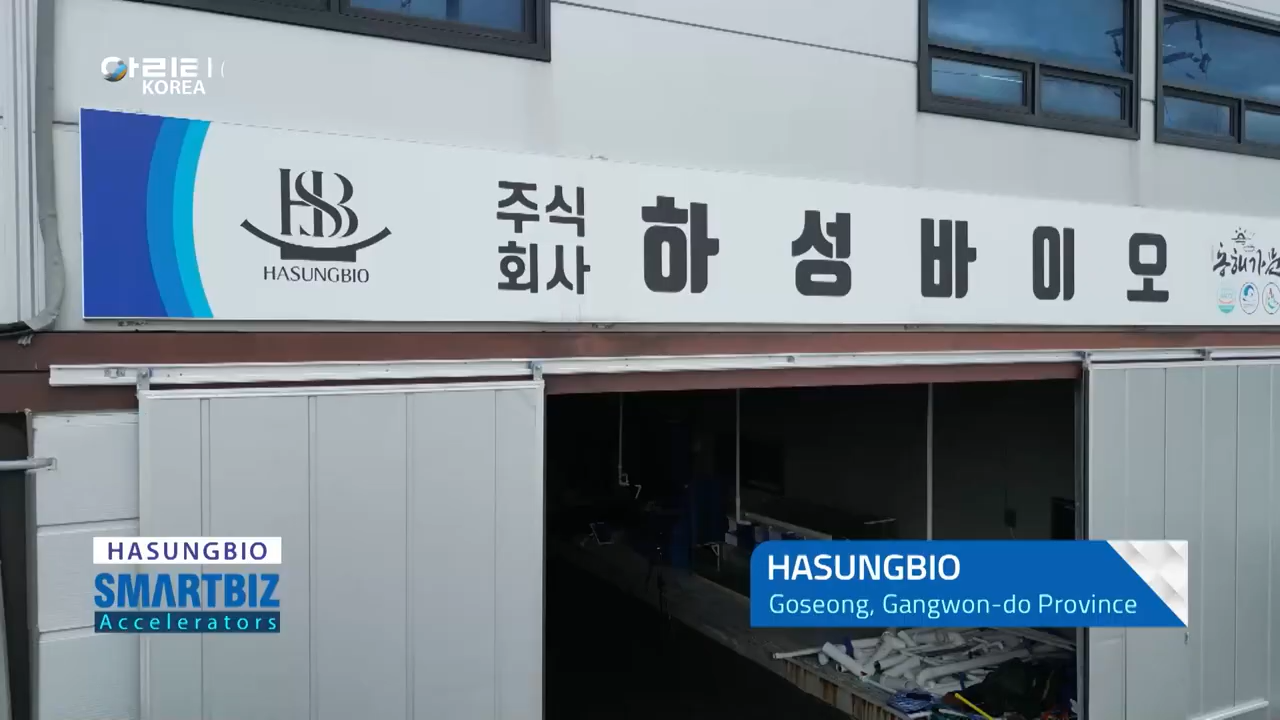 아리랑
KOREA
HSB
HASUNGBIO
주식
회사
하성바이오
HASUNGBIO
SMARTBIZ
Accelerators
HASUNGBIO
Goseong, Gangwon-do Province